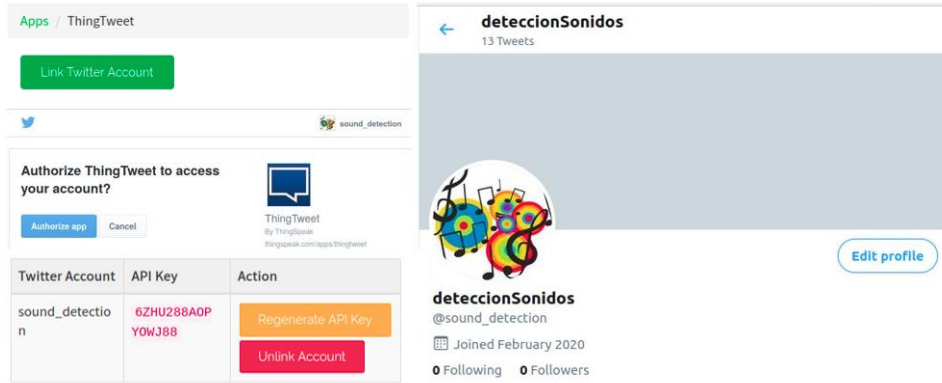 Apps / ThingTweet
Link Twitter Account
sound_detection
Authorize ThingTweet to access
your account?
Authorize app Cancel
ThingTweet
By ThingSpeak
thingspeak.com/apps/thingtweet
Twitter Account API Key Action
sound_detectio
n
6ZHU288AOP
YOWJ88
Regenerate API Key
Unlink Account
deteccionSonidos
13 Tweets
Edit profile
deteccionSonidos
@sound_detection
Joined February 2020
0 Following 0 Followers